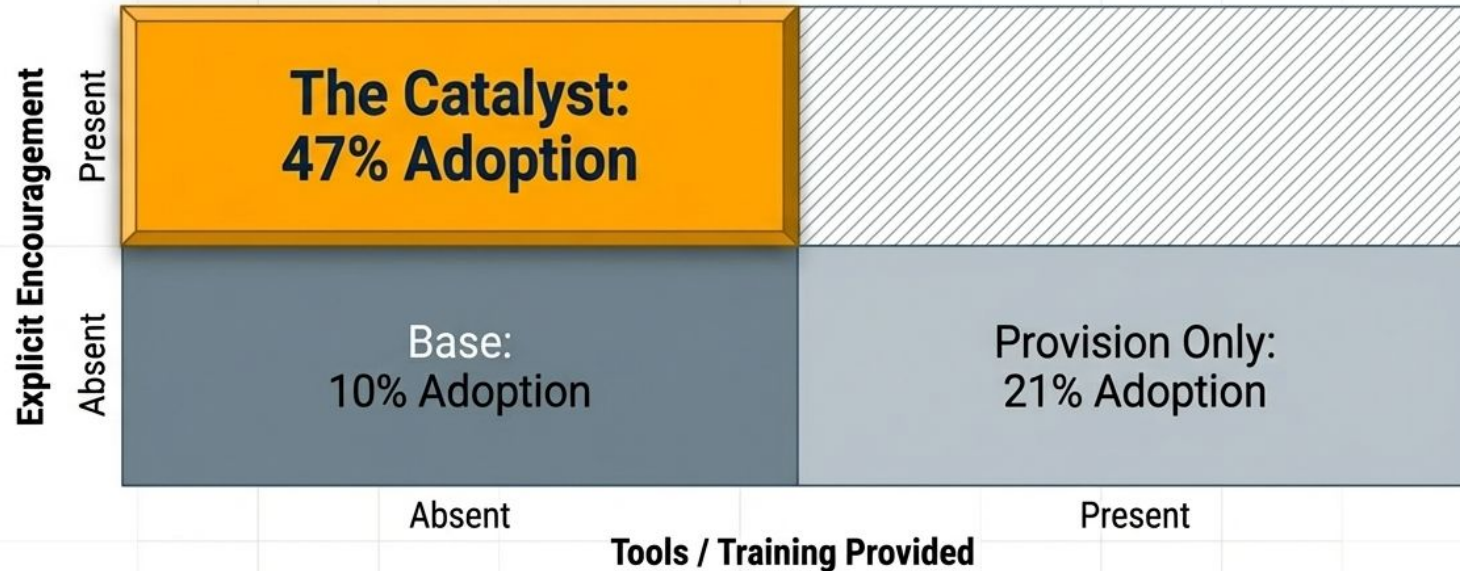 Explicit Encouragement
Present
The Catalyst:
47% Adoption
Absent
Base:
10% Adoption
Provision Only:
21% Adoption
Absent
Present
Tools / Training Provided